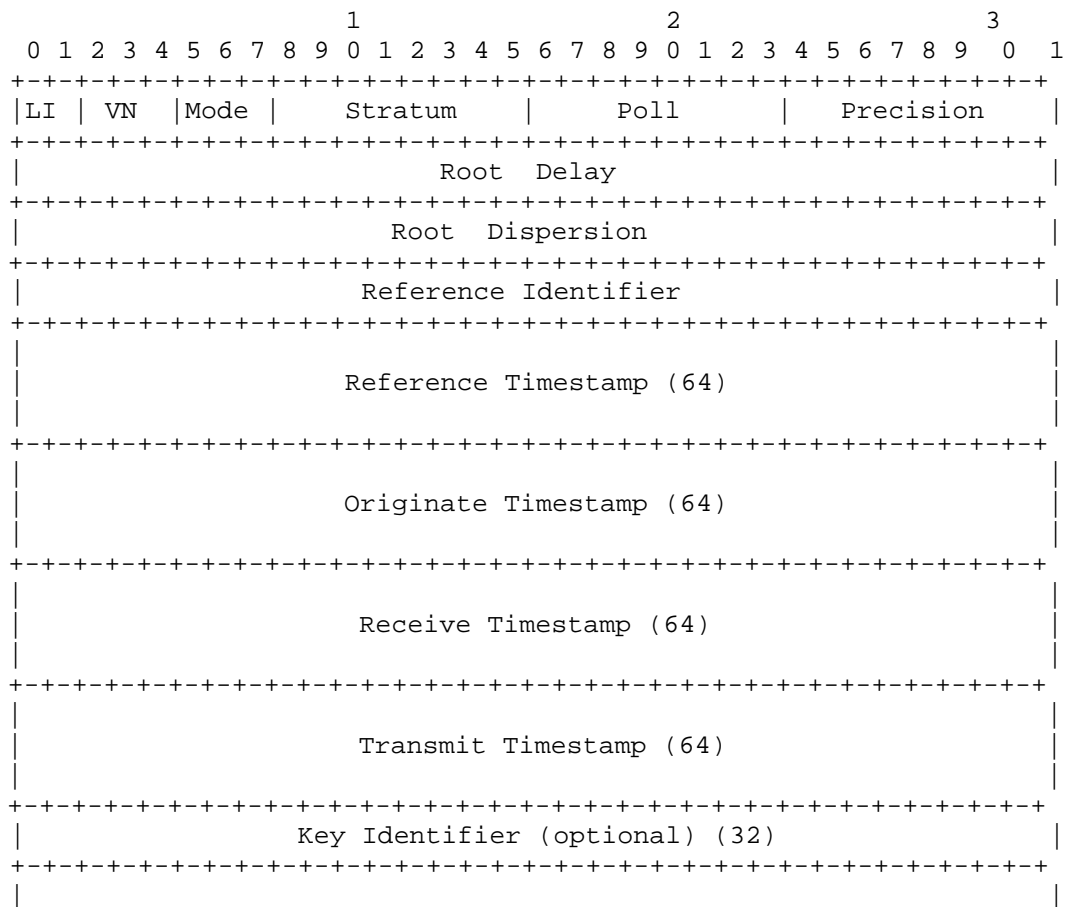 1                   2                   3
 0 1 2 3 4 5 6 7 8 9 0 1 2 3 4 5 6 7 8 9 0 1 2 3 4 5 6 7 8 9  0  1
+-+-+-+-+-+-+-+-+-+-+-+-+-+-+-+-+-+-+-+-+-+-+-+-+-+-+-+-+-+-+-+-+
|LI | VN  |Mode |    Stratum    |     Poll      |   Precision    |
+-+-+-+-+-+-+-+-+-+-+-+-+-+-+-+-+-+-+-+-+-+-+-+-+-+-+-+-+-+-+-+-+
|                          Root  Delay                           |
+-+-+-+-+-+-+-+-+-+-+-+-+-+-+-+-+-+-+-+-+-+-+-+-+-+-+-+-+-+-+-+-+
|                       Root  Dispersion                         |
+-+-+-+-+-+-+-+-+-+-+-+-+-+-+-+-+-+-+-+-+-+-+-+-+-+-+-+-+-+-+-+-+
|                     Reference Identifier                       |
+-+-+-+-+-+-+-+-+-+-+-+-+-+-+-+-+-+-+-+-+-+-+-+-+-+-+-+-+-+-+-+-+
|                                                                |
|                    Reference Timestamp (64)                    |
|                                                                |
+-+-+-+-+-+-+-+-+-+-+-+-+-+-+-+-+-+-+-+-+-+-+-+-+-+-+-+-+-+-+-+-+
|                                                                |
|                    Originate Timestamp (64)                    |
|                                                                |
+-+-+-+-+-+-+-+-+-+-+-+-+-+-+-+-+-+-+-+-+-+-+-+-+-+-+-+-+-+-+-+-+
|                                                                |
|                     Receive Timestamp (64)                     |
|                                                                |
+-+-+-+-+-+-+-+-+-+-+-+-+-+-+-+-+-+-+-+-+-+-+-+-+-+-+-+-+-+-+-+-+
|                                                                |
|                     Transmit Timestamp (64)                    |
|                                                                |
+-+-+-+-+-+-+-+-+-+-+-+-+-+-+-+-+-+-+-+-+-+-+-+-+-+-+-+-+-+-+-+-+
|                 Key Identifier (optional) (32)                 |
+-+-+-+-+-+-+-+-+-+-+-+-+-+-+-+-+-+-+-+-+-+-+-+-+-+-+-+-+-+-+-+-+
|                                                                |